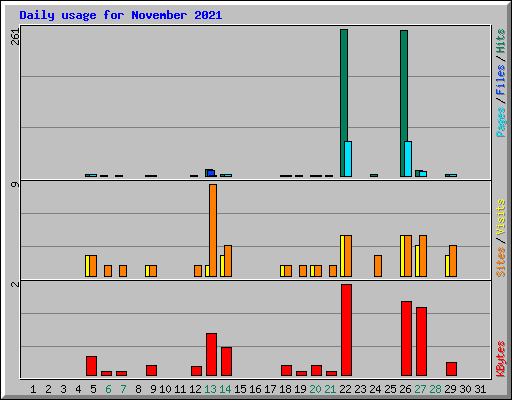 Daily usage for November 2021
261
9
2
Pages / Files / Hits
Sites / Visits
KBytes
1 2 3 4 5 6 7 8 9 10 11 12 13 14 15 16 17 18 19 20 21 22 23 24 25 26 27 28 29 30 31